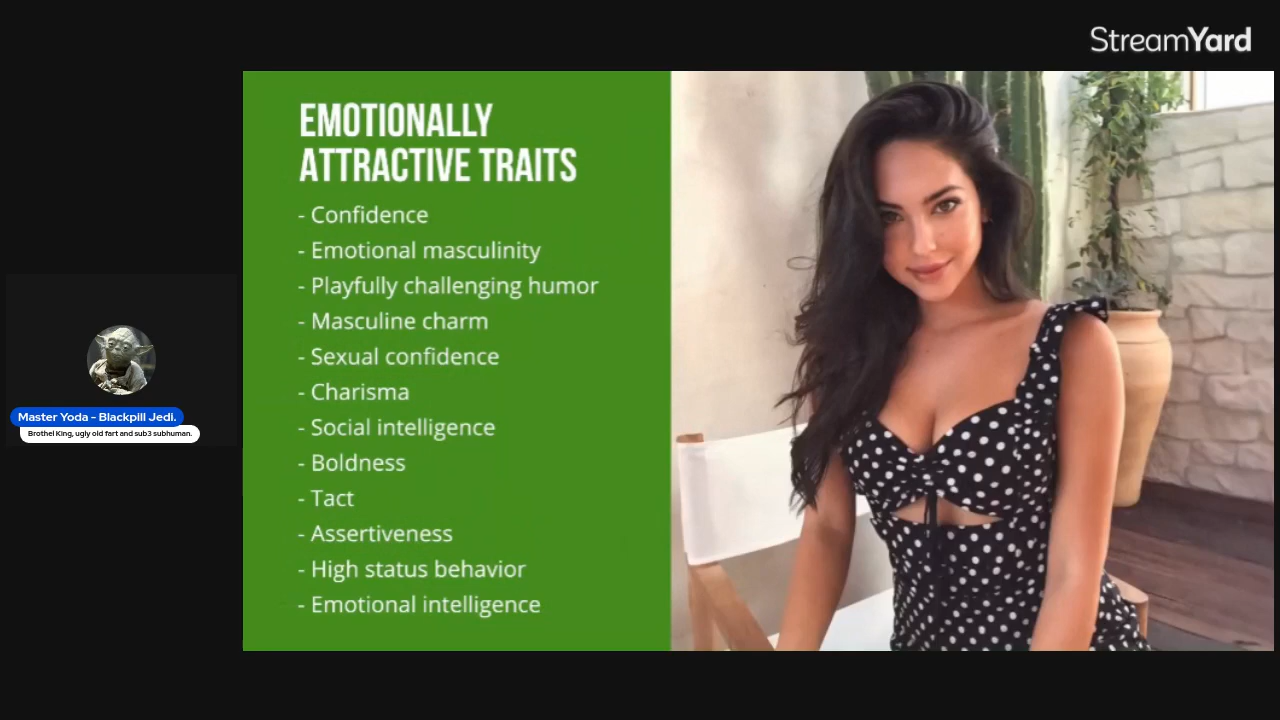 StreamYard
EMOTIONALLY
ATTRACTIVE TRAITS
- Confidence
- Emotional masculinity
- Playfully challenging humor
- Masculine charm
- Sexual confidence
- Charisma
- Social intelligence
- Boldness
- Tact
- Assertiveness
- High status behavior
- Emotional intelligence
Master Yoda - Blackpill Jedi.
Brothel King, ugly old fart and sub3 subhuman.